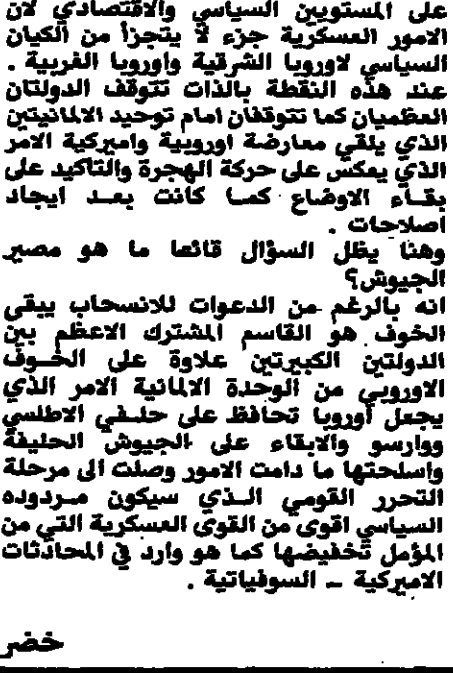 على المستويين السياسي والاقتصادي لان
الامور العسكرية جزء لا يتجزأ من الكيان
السياسي لاوروبا الشرقية واوروبا الغربية .
عند هذه النقطة بالذات تتوقف الدولتان
العظميان كما تتوقفان امام توحيد الالمانيتين
الذي يلقي معارضة اوروبية واميركية الامر
الذي يعكس على حركة الهجرة والتاكيد على
بقاء الاوضاع كما كانت بعد ايجاد
اصلاحات .
وهنا يظل السؤال قائما ما هو مصير
الجيوش؟
انه بالرغم من الدعوات للانسحاب يبقى
الخوف هو القاسم المشترك الاعظم بين
الدولتين الكبيرتين علاوة على الخوف
الاوروبي من الوحدة الالمانية الامر الذي
يجعل أوروبا تحافظ على حلفي الاطلسي
ووارسو والابقاء على الجيوش الحليفة
واسلحتها ما دامت الامور وصلت الى مرحلة
التحرر القومي الذي سيكون مردوده
السياسي اقوى من القوى العسكرية التي من
المؤمل تخفيضها كما هو وارد في المحادثات
الاميركية ــ السوفياتية .
خضر